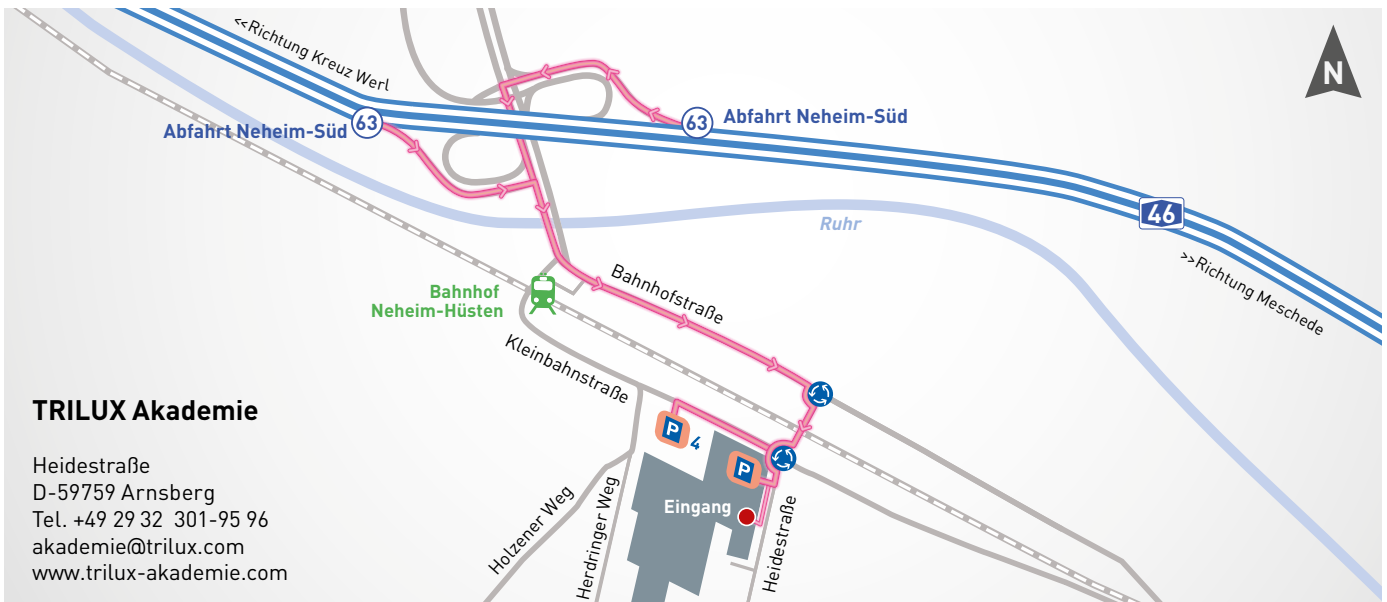 <<Richtung Kreuz Werl
N
Abfahrt Neheim-Süd
63
63
Abfahrt Neheim-Süd
46
Ruhr
>>Richtung Meschede
Bahnhofstraße
Bahnhof
Neheim-Hüsten
Kleinbahnstraße
P
4
P
Eingang
Holzener Weg
Herdringer Weg
Heidestraße
TRILUX Akademie
Heidestraße
D-59759 Arnsberg
Tel. +49 29 32 301-95 96
akademie@trilux.com
www.trilux-akademie.com